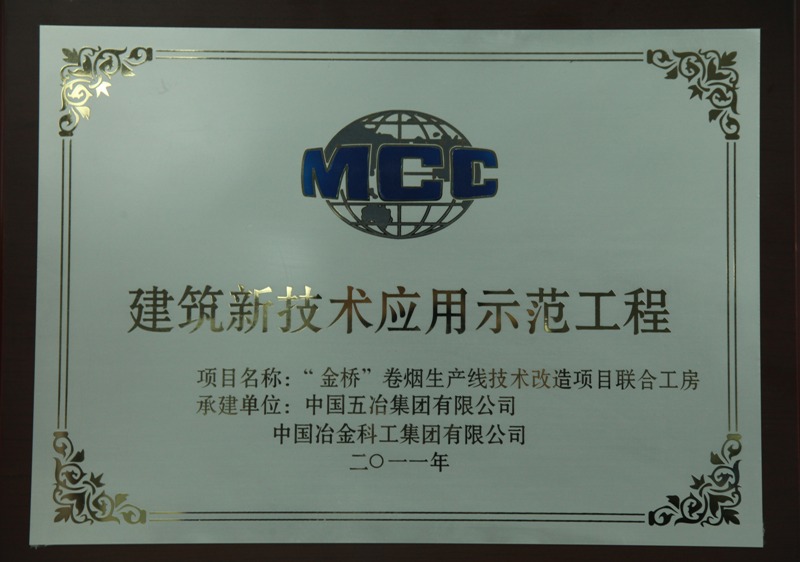 MCC
建筑新技术应用示范工程
项目名称：“金桥”卷烟生产线技术改造项目联合工房
承建单位：中国五冶集团有限公司
中国冶金科工集团有限公司
二〇一一年